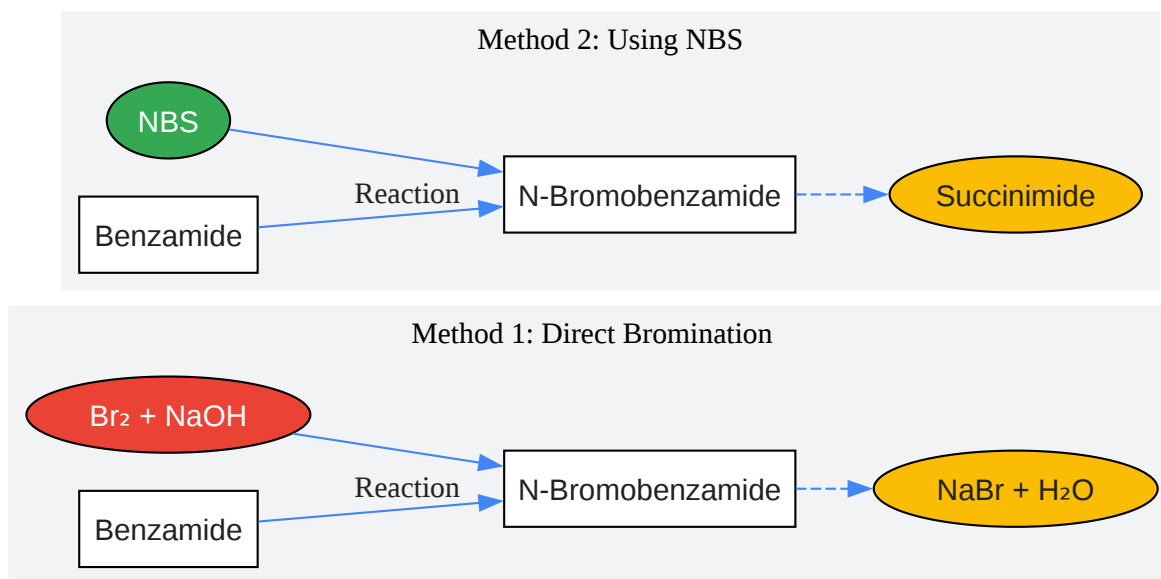 Method 2: Using NBS
NBS
Benzamide
Reaction
N-Bromobenzamide
Succinimide
Method 1: Direct Bromination
Br₂ + NaOH
Benzamide
Reaction
N-Bromobenzamide
NaBr + H₂O